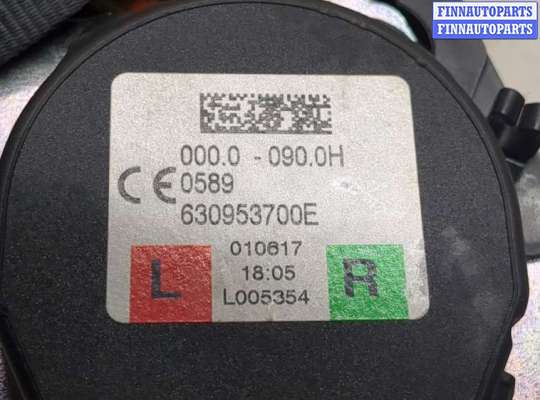 FINNAUTOPARTS
FINNAUTOPARTS
000.0 - 090.0H
CE 0589
630953700E
L
010617
R
18:05
L005354